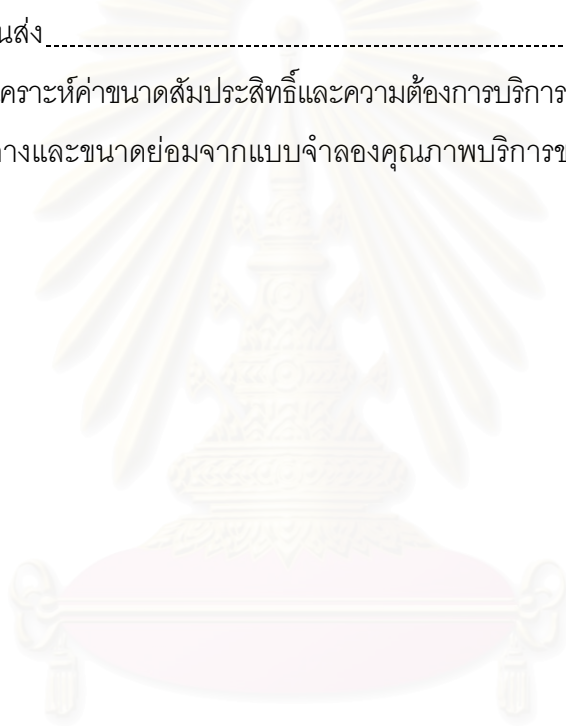 นส่ง
คราะห์ค่าขนาดสัมประสิทธิ์และความต้องการบริการ
างและขนาดย่อมจากแบบจำลองคุณภาพบริการข